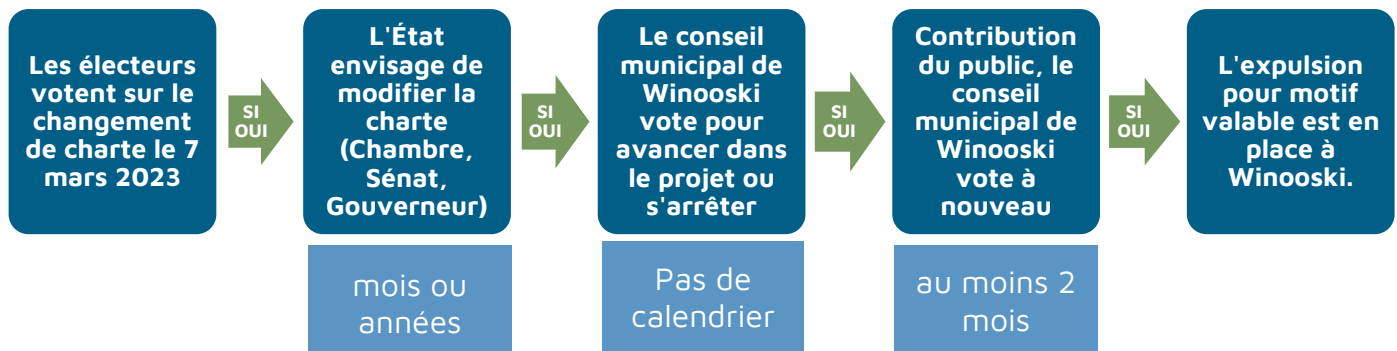 Les électeurs
votent sur le
changement
de charte le 7
mars 2023
SI
OUI
L'État
envisage de
modifier la
charte
(Chambre,
Sénat,
Gouverneur)
mois ou
années
SI
OUI
Le conseil
municipal de
Winooski
vote pour
avancer dans
le projet ou
s'arrêter
Pas de
calendrier
SI
OUI
Contribution
du public, le
conseil
municipal de
Winooski
vote à
nouveau
au moins 2
mois
SI
OUI
L'expulsion
pour motif
valable est en
place à
Winooski.